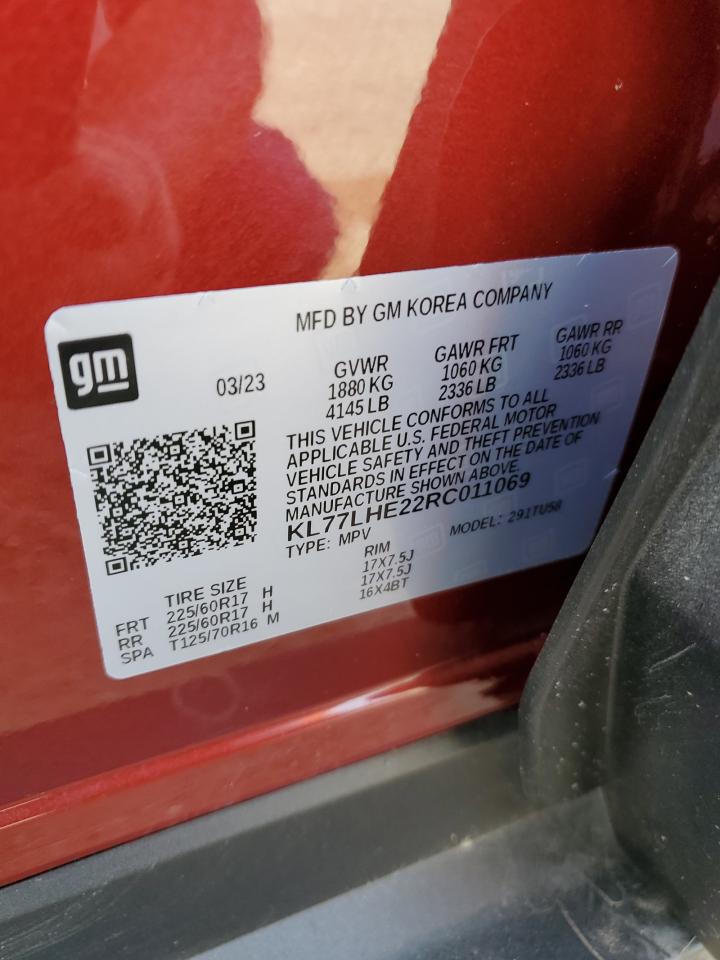 MFD BY GM KOREA COMPANY
gm
03/23
GVWR GAWR FRT GAWR RR
1880 KG 1060 KG 1060 KG
4145 LB 2336 LB 2336 LB
THIS VEHICLE CONFORMS TO ALL
APPLICABLE U.S. FEDERAL MOTOR
VEHICLE SAFETY AND THEFT PREVENTION
STANDARDS IN EFFECT ON THE DATE OF
MANUFACTURE SHOWN ABOVE.
KL77LHE22RC011069
TYPE: MPV MODEL: 291TU58
TIRE SIZE RIM
FRT 225/60R17 H 17X7.5J
RR 225/60R17 H 17X7.5J
SPA T125/70R16 M 16X4BT